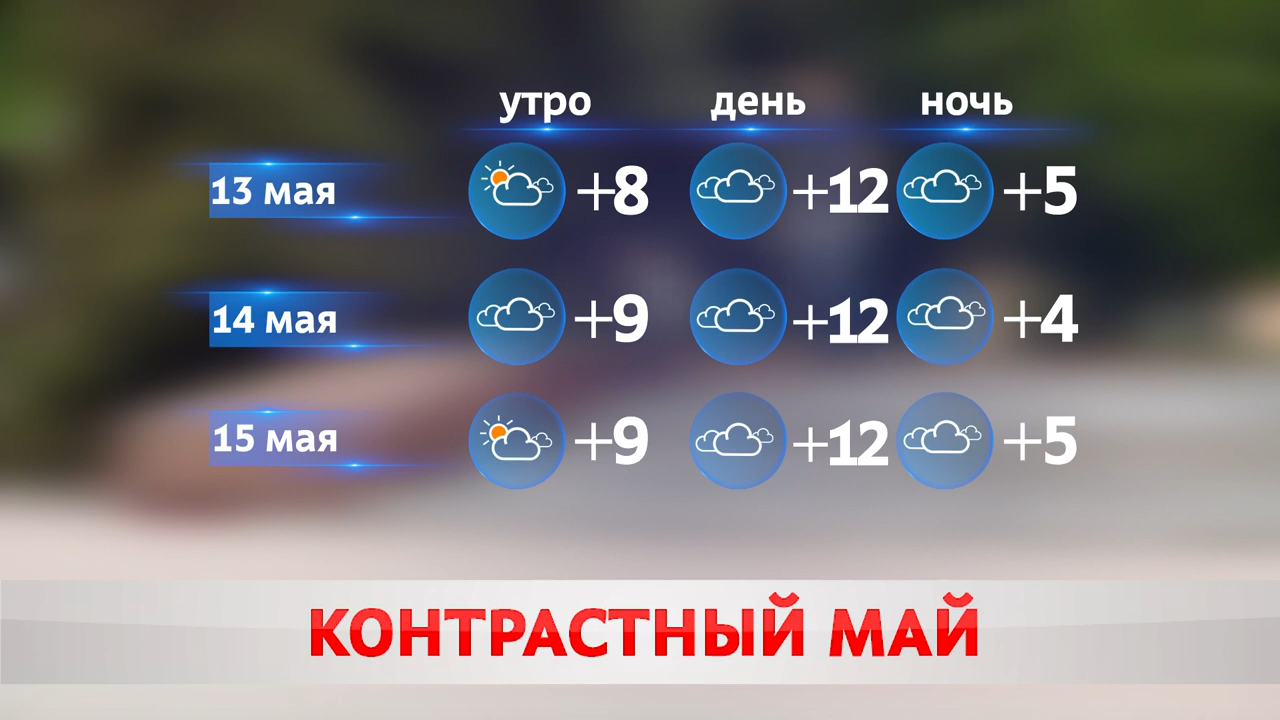 утро день ночь
13 мая +8 +12 +5
14 мая +9 +12 +4
15 мая +9 +12 +5
КОНТРАСТНЫЙ МАЙ